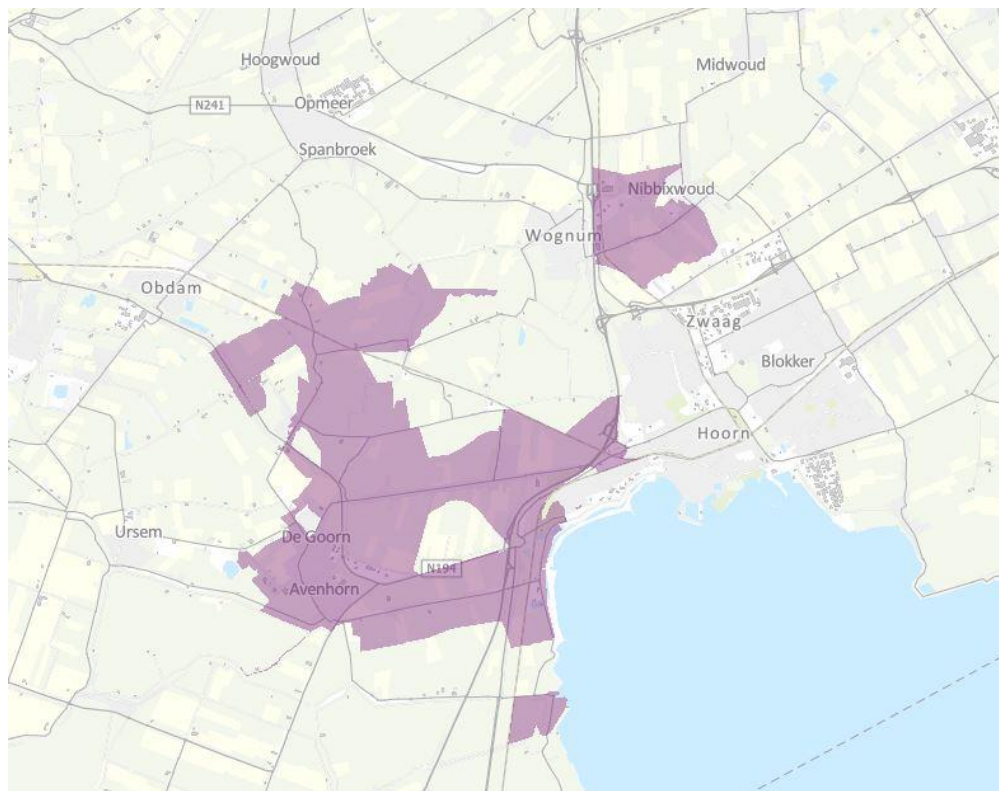 Hoogwoud
Midwoud
N241
Opmeer
Spanbroek
Nibbixwoud
Wognum
Obdam
Zwaag
Blokker
Hoorn
Ursem
De Goorn
N194
Avenhorn